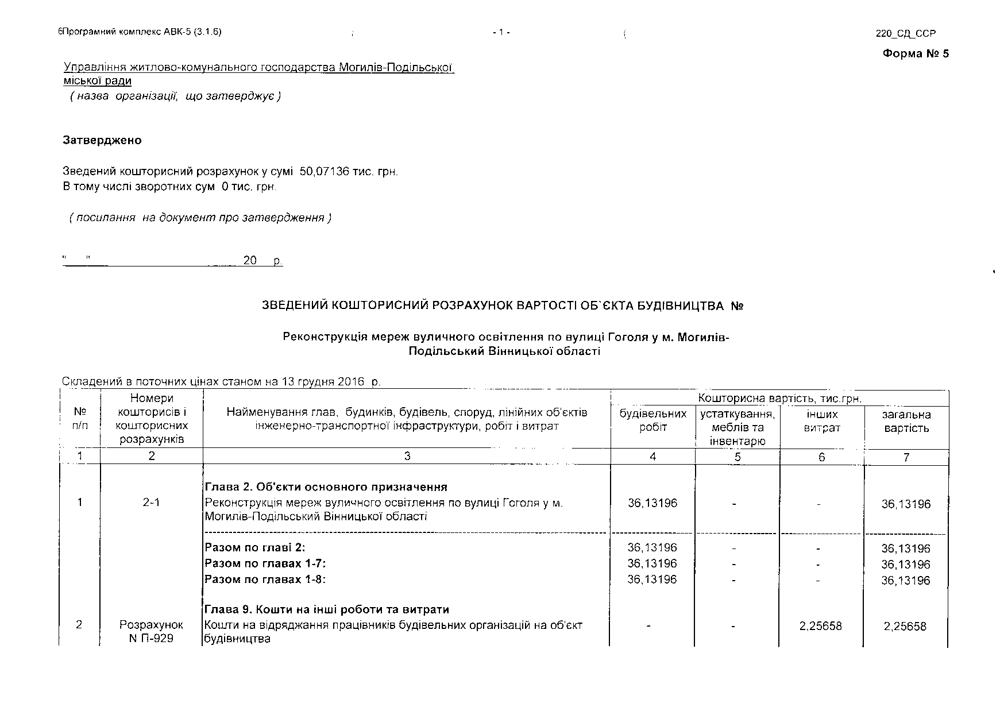 6Програмний комплекс АВК-5 (3.1.6)
- 1 -
220_СД_ССР
Форма № 5
Управління житлово-комунального господарства Могилів-Подільської
міської ради
( назва організації, що затверджує )
Затверджено
Зведений кошторисний розрахунок у сумі 50,07136 тис. грн.
В тому числі зворотних сум 0 тис. грн.
( посилання на документ про затвердження )
" " 20 р.
ЗВЕДЕНИЙ КОШТОРИСНИЙ РОЗРАХУНОК ВАРТОСТІ ОБ'ЄКТА БУДІВНИЦТВА №
Реконструкція мереж вуличного освітлення по вулиці Гоголя у м. Могилів-
Подільський Вінницької області
Складений в поточних цінах станом на 13 грудня 2016 р.
Номери Кошторисна вартість, тис.грн.
№ кошторисів і Найменування глав, будинків, будівель, споруд, лінійних об'єктів будівельних устаткування, інших загальна
п/п кошторисних інженерно-транспортної інфраструктури, робіт і витрат робіт меблів та витрат вартість
розрахунків інвентарю
1 2 3 4 5 6 7
Глава 2. Об'єкти основного призначення
1 2-1 Реконструкція мереж вуличного освітлення по вулиці Гоголя у м. 36,13196 - - 36,13196
Могилів-Подільський Вінницької області
Разом по главі 2: 36,13196 - - 36,13196
Разом по главах 1-7: 36,13196 - - 36,13196
Разом по главах 1-8: 36,13196 - - 36,13196
Глава 9. Кошти на інші роботи та витрати
2 Розрахунок Кошти на відряджання працівників будівельних організацій на об'єкт - - 2,25658 2,25658
N П-929 будівництва